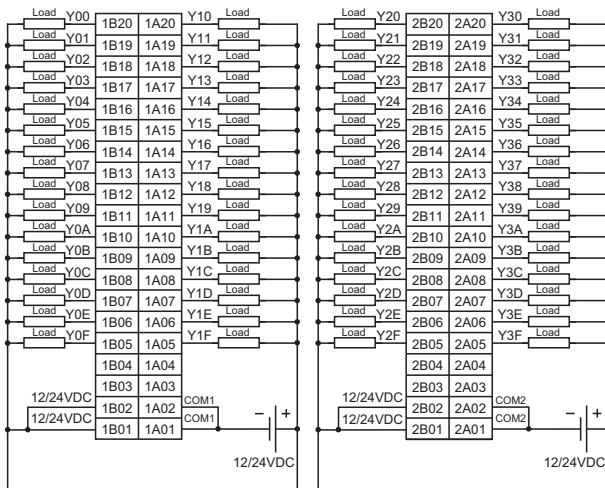 Load Y00 1B20 1A20 Y10 Load Load Y20 2B20 2A20 Y30 Load
Load Y01 1B19 1A19 Y11 Load Load Y21 2B19 2A19 Y31 Load
Load Y02 1B18 1A18 Y12 Load Load Y22 2B18 2A18 Y32 Load
Load Y03 1B17 1A17 Y13 Load Load Y23 2B17 2A17 Y33 Load
Load Y04 1B16 1A16 Y14 Load Load Y24 2B16 2A16 Y34 Load
Load Y05 1B15 1A15 Y15 Load Load Y25 2B15 2A15 Y35 Load
Load Y06 1B14 1A14 Y16 Load Load Y26 2B14 2A14 Y36 Load
Load Y07 1B13 1A13 Y17 Load Load Y27 2B13 2A13 Y37 Load
Load Y08 1B12 1A12 Y18 Load Load Y28 2B12 2A12 Y38 Load
Load Y09 1B11 1A11 Y19 Load Load Y29 2B11 2A11 Y39 Load
Load Y0A 1B10 1A10 Y1A Load Load Y2A 2B10 2A10 Y3A Load
Load Y0B 1B09 1A09 Y1B Load Load Y2B 2B09 2A09 Y3B Load
Load Y0C 1B08 1A08 Y1C Load Load Y2C 2B08 2A08 Y3C Load
Load Y0D 1B07 1A07 Y1D Load Load Y2D 2B07 2A07 Y3D Load
Load Y0E 1B06 1A06 Y1E Load Load Y2E 2B06 2A06 Y3E Load
Load Y0F 1B05 1A05 Y1F Load Load Y2F 2B05 2A05 Y3F Load
1B04 1A04 2B04 2A04
1B03 1A03 2B03 2A03
12/24VDC 1B02 1A02 COM1 − + 12/24VDC 2B02 2A02 COM2 − +
12/24VDC 1B01 1A01 COM1 12/24VDC 2B01 2A01 COM2
12/24VDC 12/24VDC